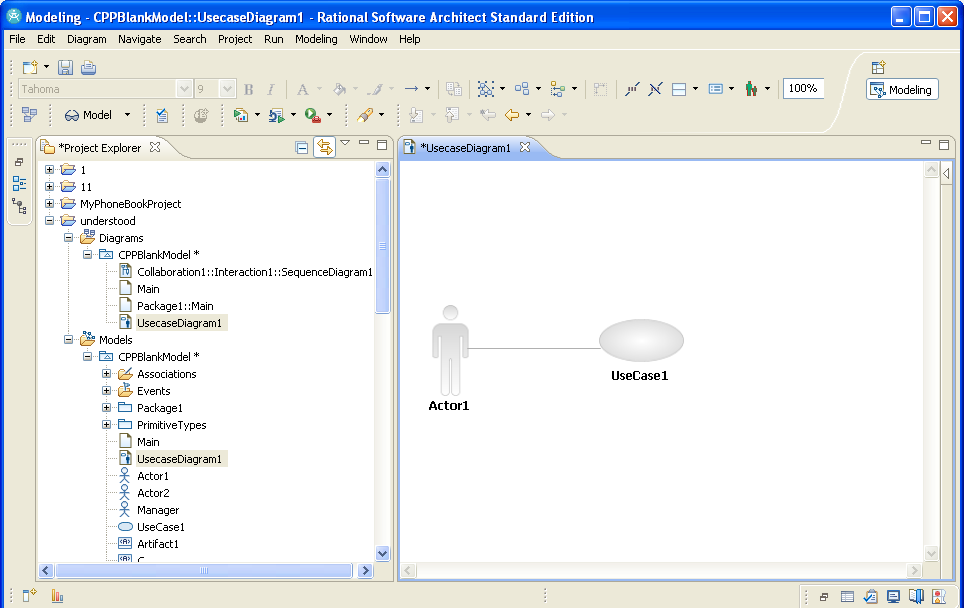 Modeling - CPPBlankModel::UsecaseDiagram1 - Rational Software Architect Standard Edition
File Edit Diagram Navigate Search Project Run Modeling Window Help
Tahoma 9 B I A 100% Modeling
Model
*Project Explorer
*UsecaseDiagram1
1
11
MyPhoneBookProject
understood
Diagrams
CPPBlankModel *
Collaboration1::Interaction1::SequenceDiagram1
Main
Package1::Main
UsecaseDiagram1
Models
CPPBlankModel *
Associations
Events
Package1
PrimitiveTypes
Main
UsecaseDiagram1
Actor1
Actor2
Manager
UseCase1
Artifact1
Actor1
UseCase1